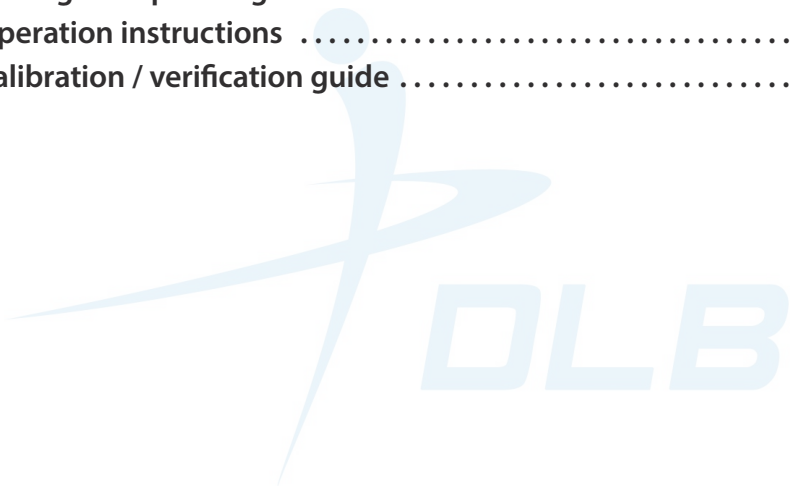 peration instructions . . . . . . . . . . . . . . . . . . . . . . . . . . . . . . . . . .
alibration / verification guide . . . . . . . . . . . . . . . . . . . . . . . . . . .
DLB